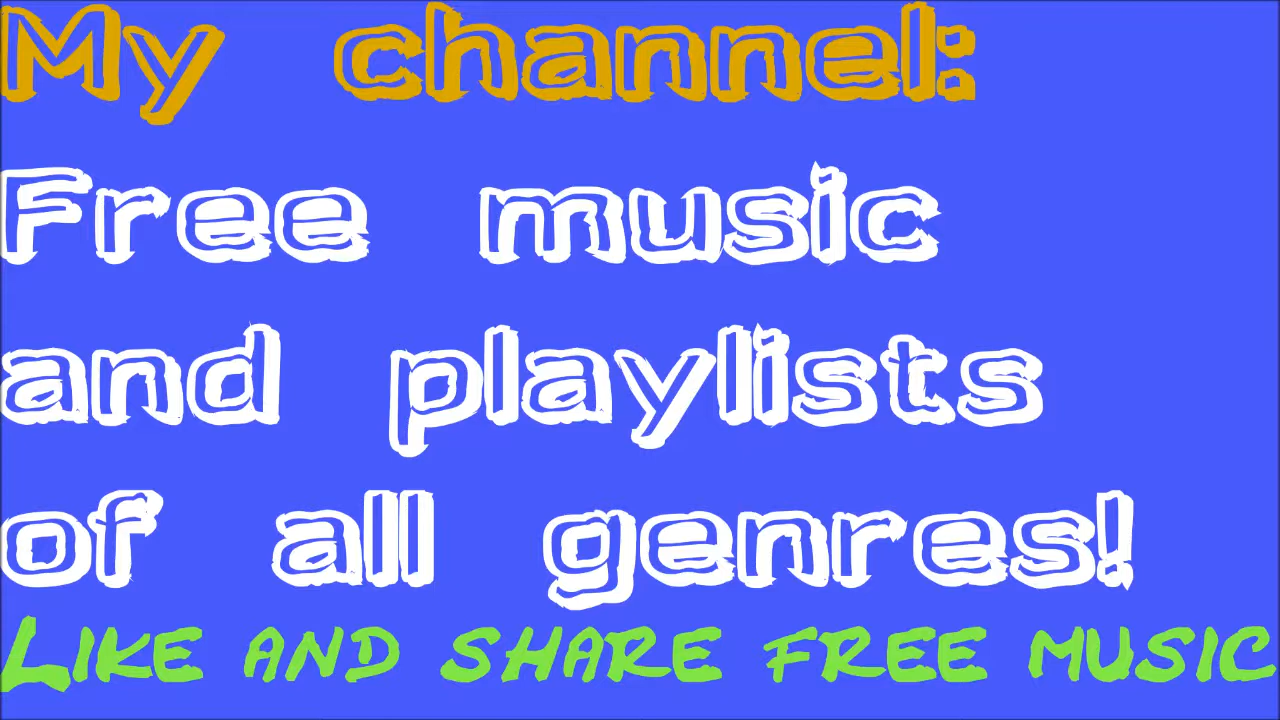 My channel:
Free music
and playlists
of all genres!
LIKE AND SHARE FREE MUSIC